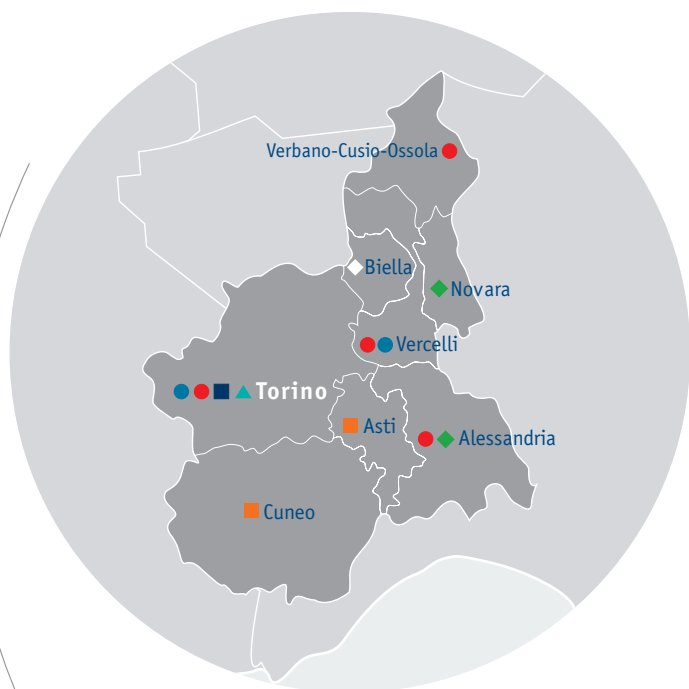 Verbano-Cusio-Ossola
Biella
Novara
Vercelli
Torino
Asti
Alessandria
Cuneo